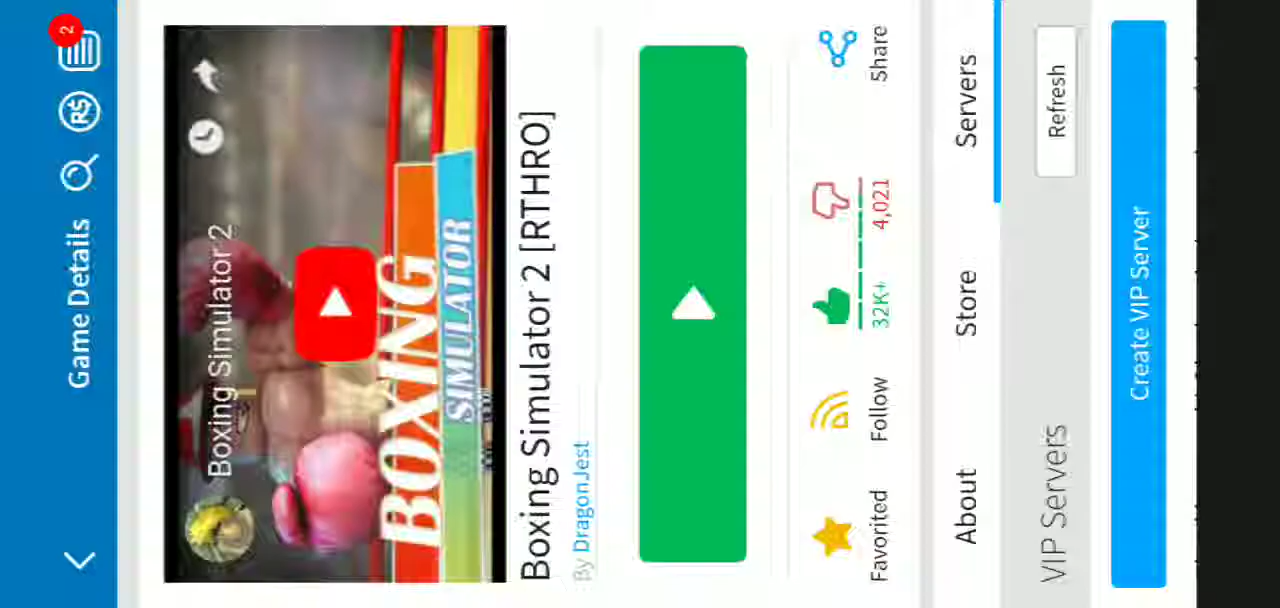 Game Details
R$
2
Boxing Simulator 2
BOXING
SIMULATOR
Boxing Simulator 2 [RTHRO]
By DragonJest
Favorited
Follow
32K+
4,021
Share
About
Store
Servers
VIP Servers
Refresh
Create VIP Server